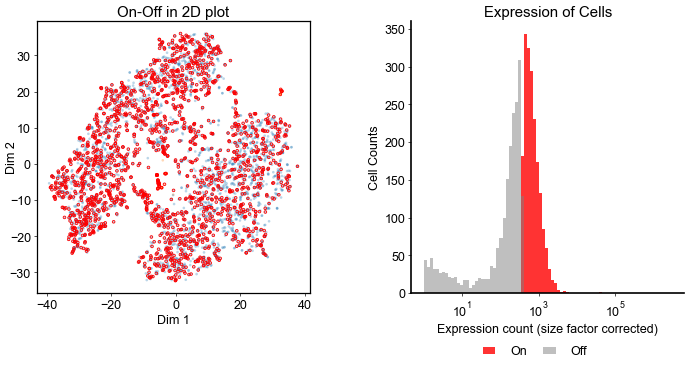 On-Off in 2D plot
30
20
10
0
−10
−20
−30
Dim 2
−40
−20
0
20
40
Dim 1
Expression of Cells
350
300
250
200
150
100
50
0
Cell Counts
10^1
10^3
10^5
Expression count (size factor corrected)
On
Off